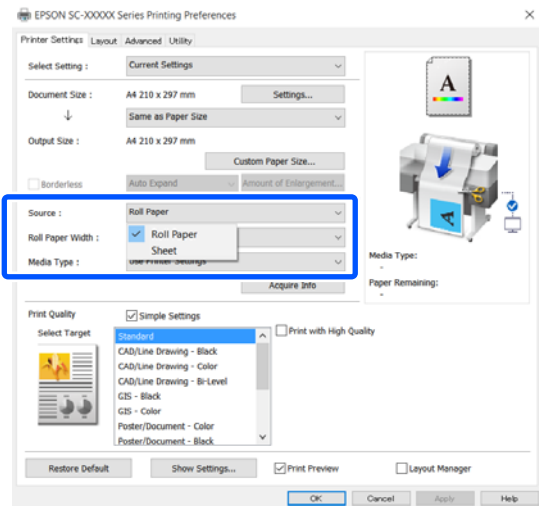 EPSON SC-XXXXX Series Printing Preferences
Printer Settings Layout Advanced Utility
Select Setting : Current Settings
Document Size : A4 210 x 297 mm Settings...
Same as Paper Size
Output Size : A4 210 x 297 mm
Custom Paper Size...
Borderless Auto Expand Amount of Enlargement...
Source : Roll Paper
Roll Paper Width : Roll Paper
Sheet
Media Type : Use Printer Settings
Acquire Info
A
A
Media Type:
-
Paper Remaining:
-
Print Quality Simple Settings
Select Target
Standard
CAD/Line Drawing - Black
CAD/Line Drawing - Color
CAD/Line Drawing - Bi-Level
GIS - Black
GIS - Color
Poster/Document - Color
Poster/Document - Black
Print with High Quality
Restore Default Show Settings... Print Preview Layout Manager
OK Cancel Apply Help